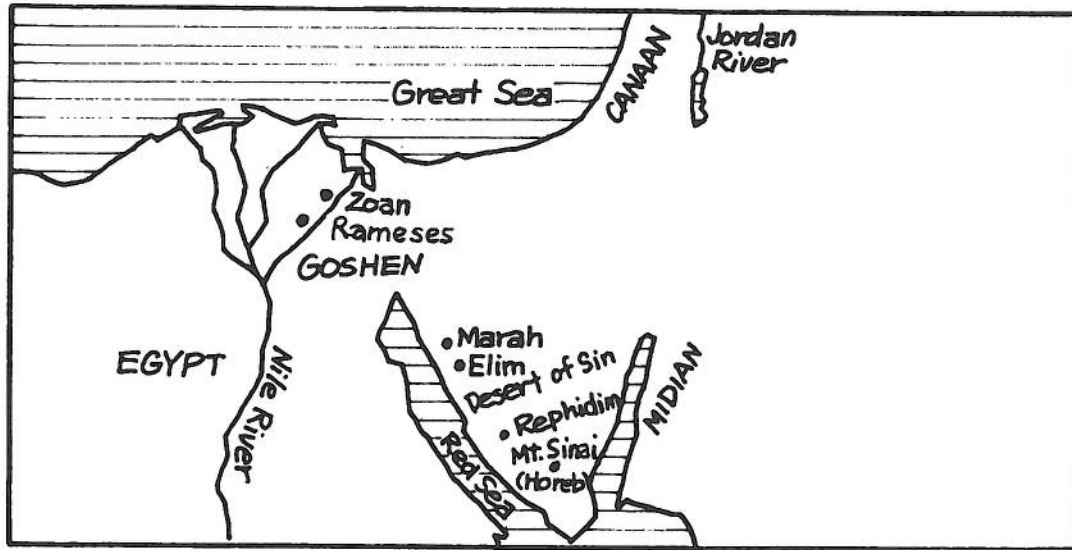 Great Sea
CANAAN
Jordan
River
Zoan
Rameses
GOSHEN
EGYPT
Nile River
Marah
Elim
Desert of Sin
Rephidim
Mt. Sinai
(Horeb)
Red Sea
MIDIAN